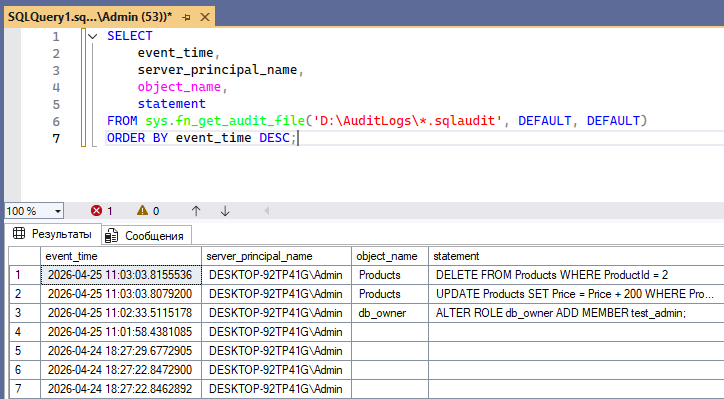 SQLQuery1.sq...\Admin (53))*
1 SELECT
2 event_time,
3 server_principal_name,
4 object_name,
5 statement
6 FROM sys.fn_get_audit_file('D:\AuditLogs\*.sqlaudit', DEFAULT, DEFAULT)
7 ORDER BY event_time DESC;
100 % 1 0
Результаты Сообщения
event_time server_principal_name object_name statement
1 2026-04-25 11:03:03.8155536 DESKTOP-92TP41G\Admin Products DELETE FROM Products WHERE ProductId = 2
2 2026-04-25 11:03:03.8079200 DESKTOP-92TP41G\Admin Products UPDATE Products SET Price = Price + 200 WHERE Pro...
3 2026-04-25 11:02:33.5115178 DESKTOP-92TP41G\Admin db_owner ALTER ROLE db_owner ADD MEMBER test_admin;
4 2026-04-25 11:01:58.4381085 DESKTOP-92TP41G\Admin
5 2026-04-24 18:27:29.6772905 DESKTOP-92TP41G\Admin
6 2026-04-24 18:27:22.8472900 DESKTOP-92TP41G\Admin
7 2026-04-24 18:27:22.8462892 DESKTOP-92TP41G\Admin